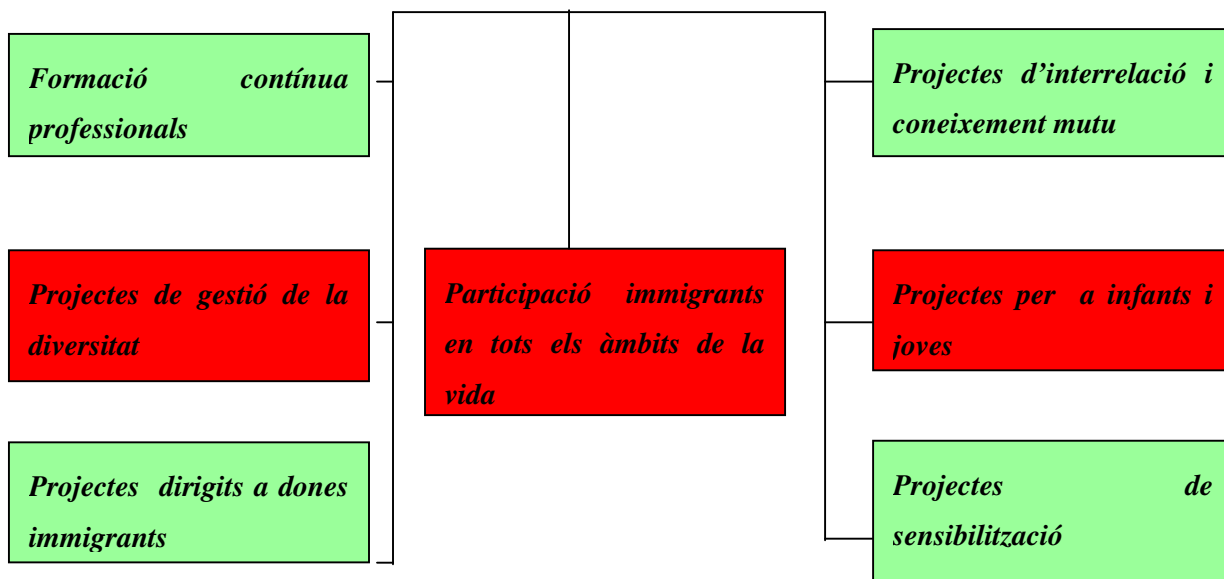 Formació contínua
professionals
Projectes d’interrelació i
coneixement mutu
Projectes de gestió de la
diversitat
Participació immigrants
en tots els àmbits de la
vida
Projectes per a infants i
joves
Projectes dirigits a dones
immigrants
Projectes de
sensibilització